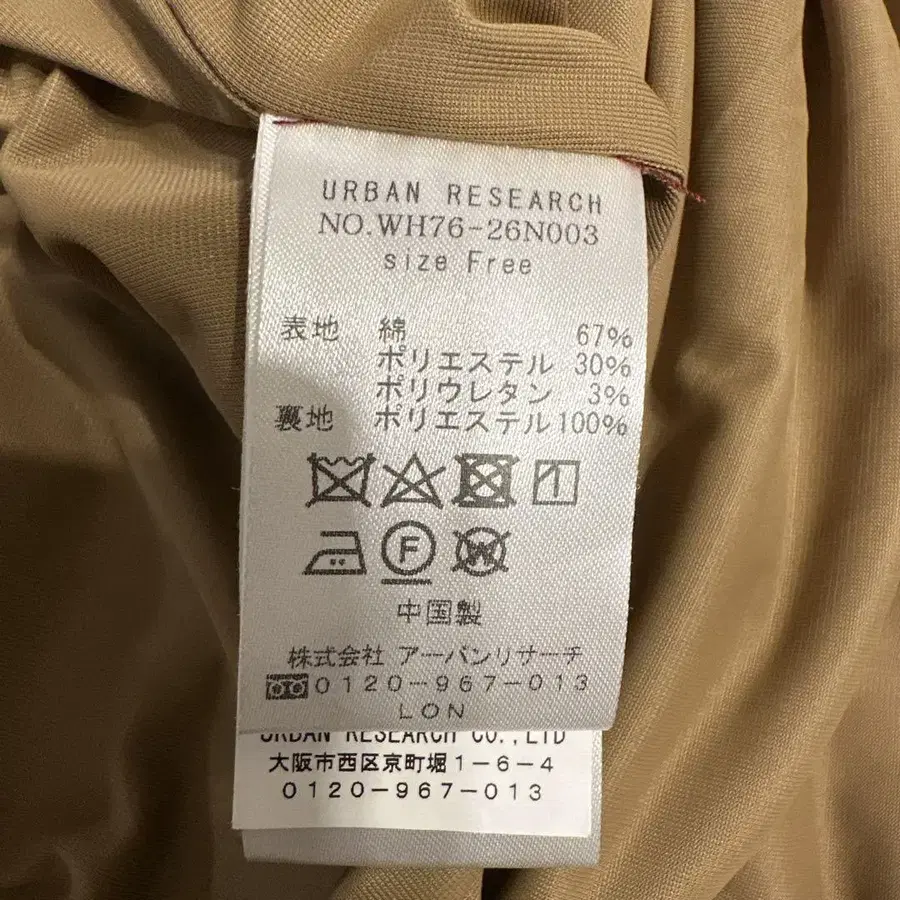 URBAN RESEARCH
NO.WH76-26N003
size Free
表地 綿 67%
ポリエステル 30%
ポリウレタン 3%
裏地 ポリエステル 100%
F
W
中国製
株式会社 アーバンリサーチ
0120-967-013
LON
URBAN RESEARCH CO.,LTD
大阪市西区京町堀1-6-4
0120-967-013